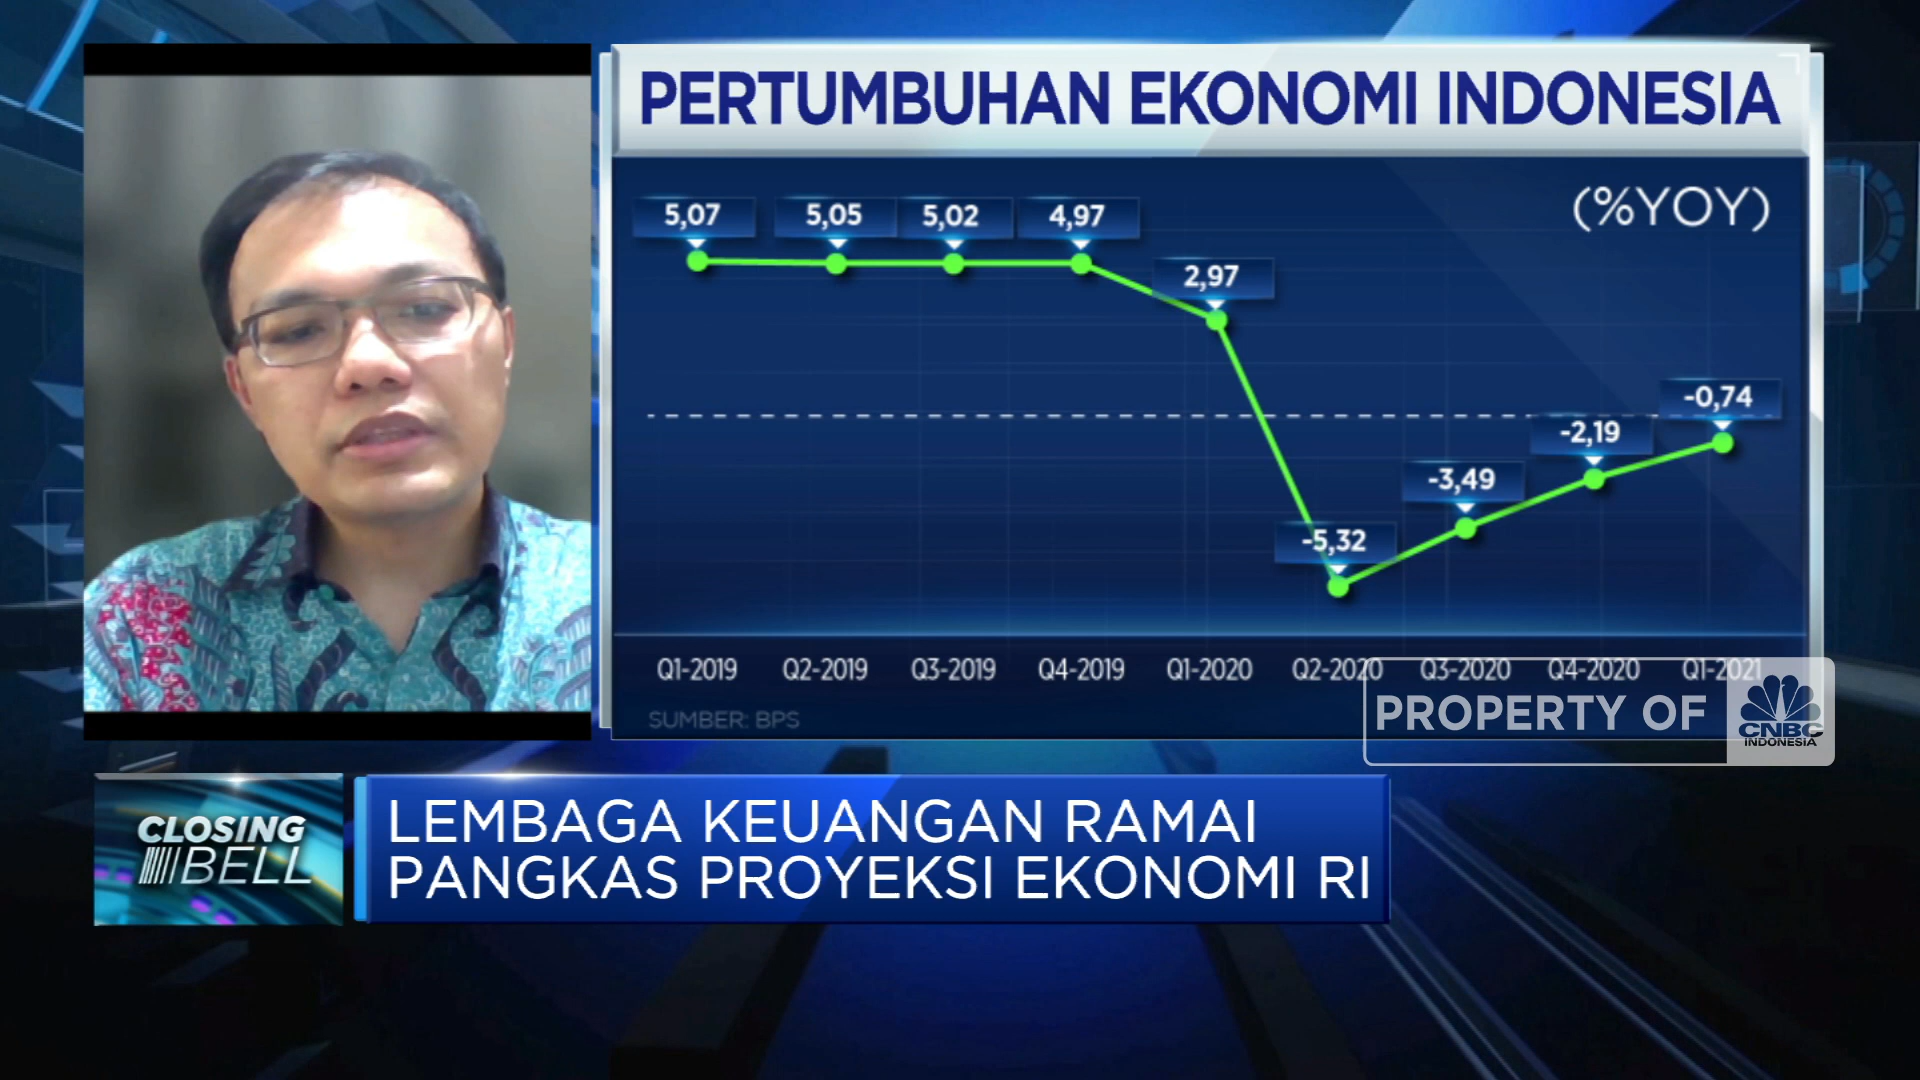 PERTUMBUHAN EKONOMI INDONESIA
(%YOY)
5,07
5,05
5,02
4,97
2,97
-5,32
-3,49
-2,19
-0,74
Q1-2019 Q2-2019 Q3-2019 Q4-2019 Q1-2020 Q2-2020 Q3-2020 Q4-2020 Q1-2021
SUMBER: BPS
PROPERTY OF
CNBC
INDONESIA
CLOSING
BELL
LEMBAGA KEUANGAN RAMAI
PANGKAS PROYEKSI EKONOMI RI